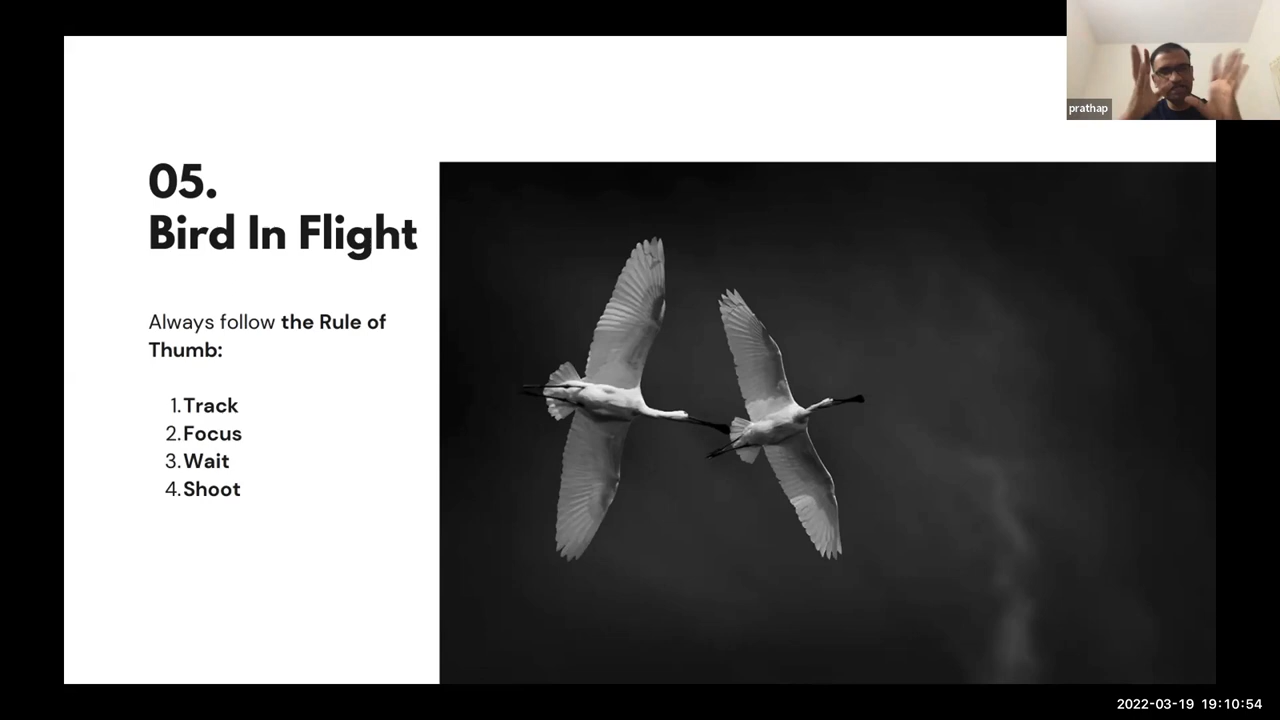 prathap
05.
Bird In Flight
Always follow the Rule of
Thumb:
1. Track
2. Focus
3. Wait
4. Shoot
2022-03-19 19:10:54